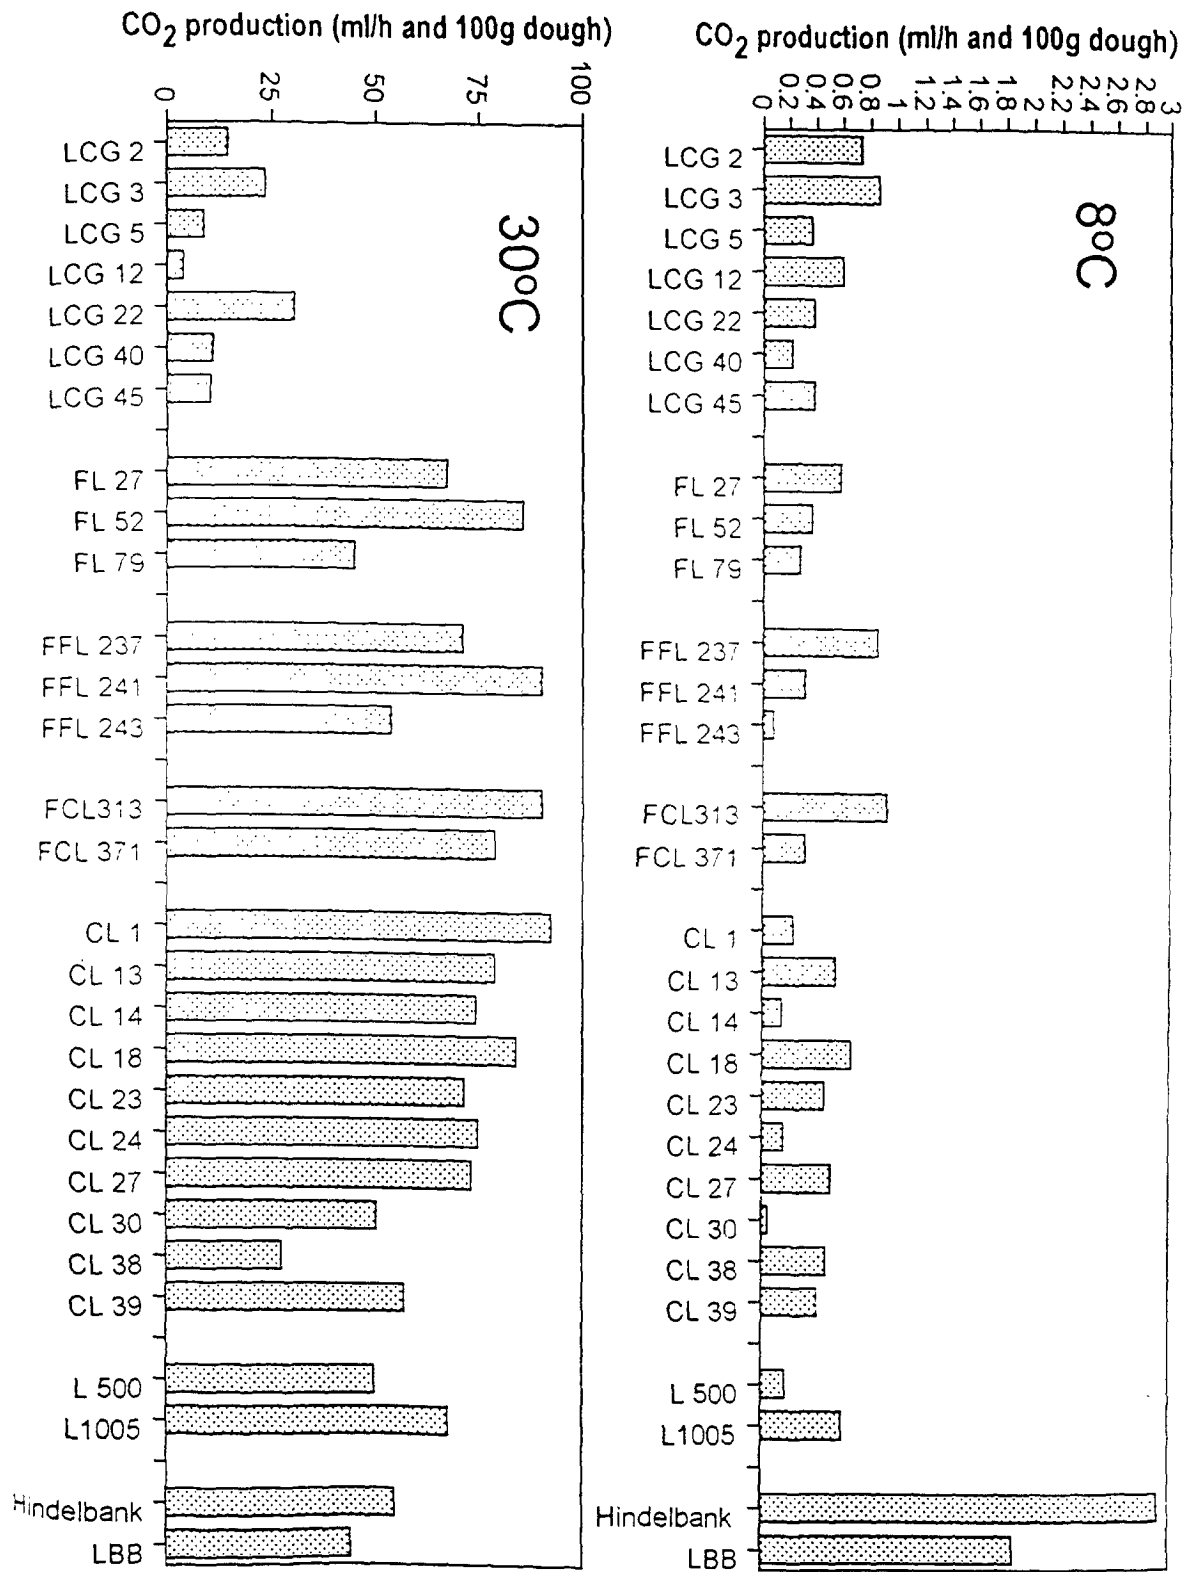 CO2 production (ml/h and 100g dough)
0
25
50
75
100
30ºC
LCG 2
LCG 3
LCG 5
LCG 12
LCG 22
LCG 40
LCG 45
FL 27
FL 52
FL 79
FFL 237
FFL 241
FFL 243
FCL313
FCL 371
CL 1
CL 13
CL 14
CL 18
CL 23
CL 24
CL 27
CL 30
CL 38
CL 39
L 500
L1005
Hindelbank
LBB
CO2 production (ml/h and 100g dough)
0
0.2
0.4
0.6
0.8
1
1.2
1.4
1.6
1.8
2
2.2
2.4
2.6
2.8
3
8ºC
LCG 2
LCG 3
LCG 5
LCG 12
LCG 22
LCG 40
LCG 45
FL 27
FL 52
FL 79
FFL 237
FFL 241
FFL 243
FCL313
FCL 371
CL 1
CL 13
CL 14
CL 18
CL 23
CL 24
CL 27
CL 30
CL 38
CL 39
L 500
L1005
Hindelbank
LBB